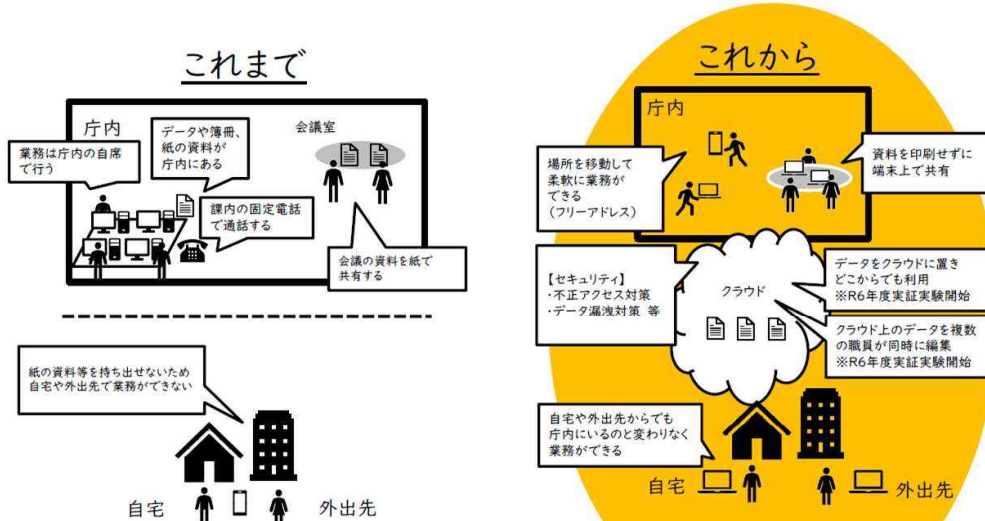 これまで
庁内
業務は庁内の自席
で行う
データや簿冊、
紙の資料が
庁内にある
会議室
課内の固定電話
で通話する
会議の資料を紙で
共有する
紙の資料等を持ち出せないため
自宅や外出先で業務ができない
自宅
外出先
これから
庁内
場所を移動して
柔軟に業務が
できる
(フリーアドレス)
資料を印刷せずに
端末上で共有
【セキュリティ】
・不正アクセス対策
・データ漏洩対策 等
クラウド
データをクラウドに置き
どこからでも利用
※R6年度実証実験開始
クラウド上のデータを複数
の職員が同時に編集
※R6年度実証実験開始
自宅や外出先からでも
庁内にいるのと変わりなく
業務ができる
自宅
外出先